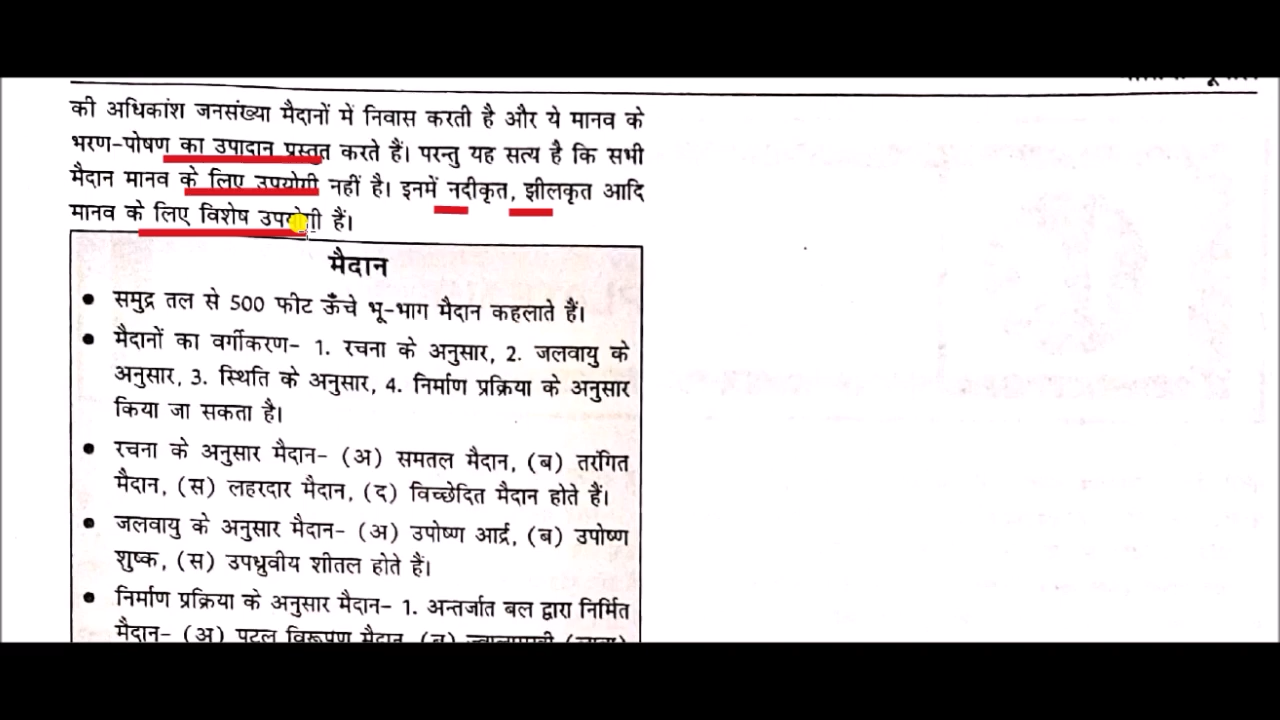 की अधिकांश जनसंख्या मैदानों में निवास करती है और ये मानव के
भरण-पोषण का उपादान प्रस्तुत करते हैं। परन्तु यह सत्य है कि सभी
मैदान मानव के लिए उपयोगी नहीं है। इनमें नदीकृत, झीलकृत आदि
मानव के लिए विशेष उपयोगी हैं।
मैदान
• समुद्र तल से 500 फीट ऊँचे भू-भाग मैदान कहलाते हैं।
• मैदानों का वर्गीकरण- 1. रचना के अनुसार, 2. जलवायु के
अनुसार, 3. स्थिति के अनुसार, 4. निर्माण प्रक्रिया के अनुसार
किया जा सकता है।
• रचना के अनुसार मैदान- (अ) समतल मैदान, (ब) तरंगित
मैदान, (स) लहरदार मैदान, (द) विच्छेदित मैदान होते हैं।
• जलवायु के अनुसार मैदान- (अ) उपोष्ण आर्द्र, (ब) उपोष्ण
शुष्क, (स) उपध्रुवीय शीतल होते हैं।
• निर्माण प्रक्रिया के अनुसार मैदान- 1. अन्तर्जात बल द्वारा निर्मित
मैदान- (अ) पटल विरूपण मैदान, (ब)